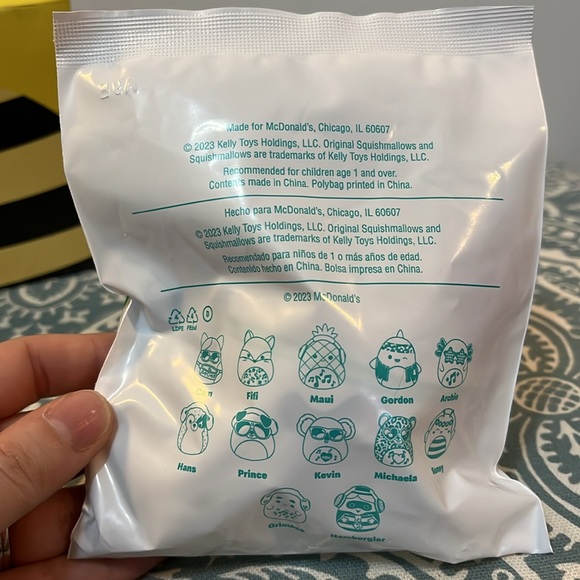 Made for McDonald's, Chicago, IL 60607
© 2023 Kelly Toys Holdings, LLC. Original Squishmallows and
Squishmallows are trademarks of Kelly Toys Holdings, LLC.
Recommended for children age 1 and over.
Contents made in China. Polybag printed in China.
Hecho para McDonald's, Chicago, IL 60607
© 2023 Kelly Toys Holdings, LLC. Original Squishmallows and
Squishmallows are trademarks of Kelly Toys Holdings, LLC.
Recomendado para niños de 1 o más años de edad.
Contenido hecho en China. Bolsa impresa en China.
© 2023 McDonald's
LDPE
Fifi Maui Gordon Archie
Hans Prince Kevin Michaela
Grimace Hamburglar